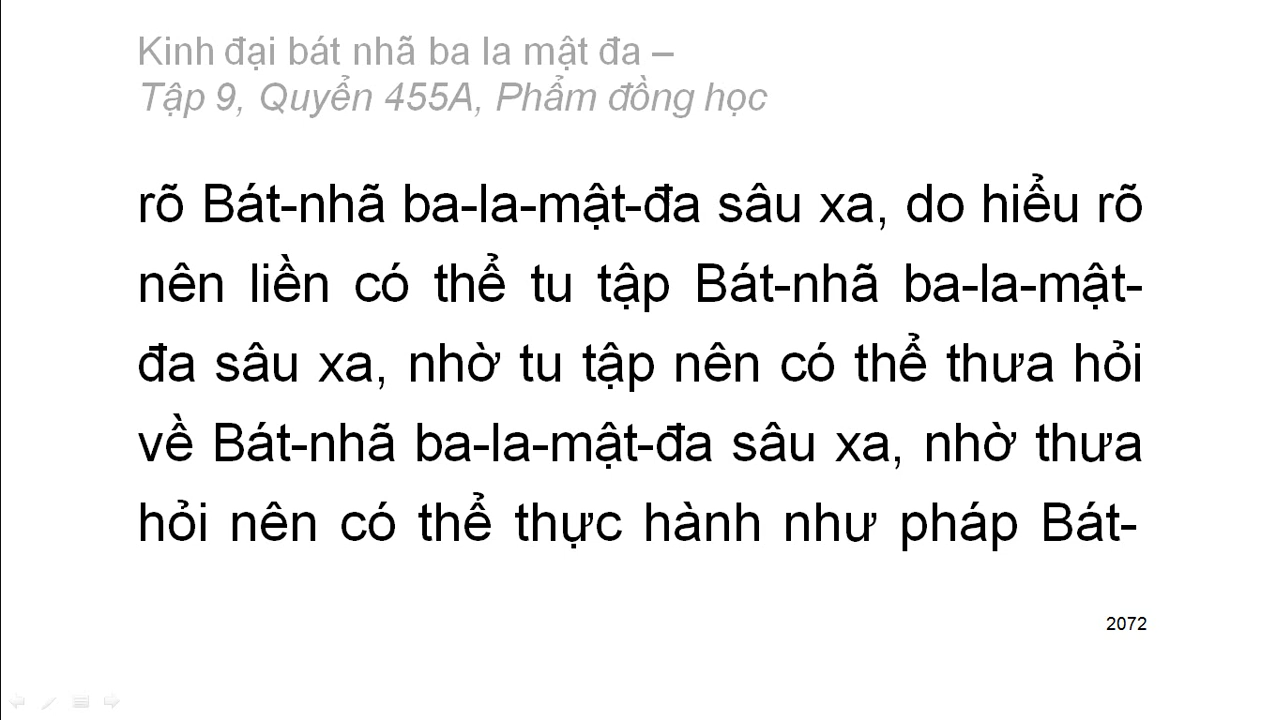 Kinh đại bát nhã ba la mật đa –
Tập 9, Quyển 455A, Phẩm đồng học
rõ Bát-nhã ba-la-mật-đa sâu xa, do hiểu rõ
nên liền có thể tu tập Bát-nhã ba-la-mật-
đa sâu xa, nhờ tu tập nên có thể thưa hỏi
về Bát-nhã ba-la-mật-đa sâu xa, nhờ thưa
hỏi nên có thể thực hành như pháp Bát-
2072